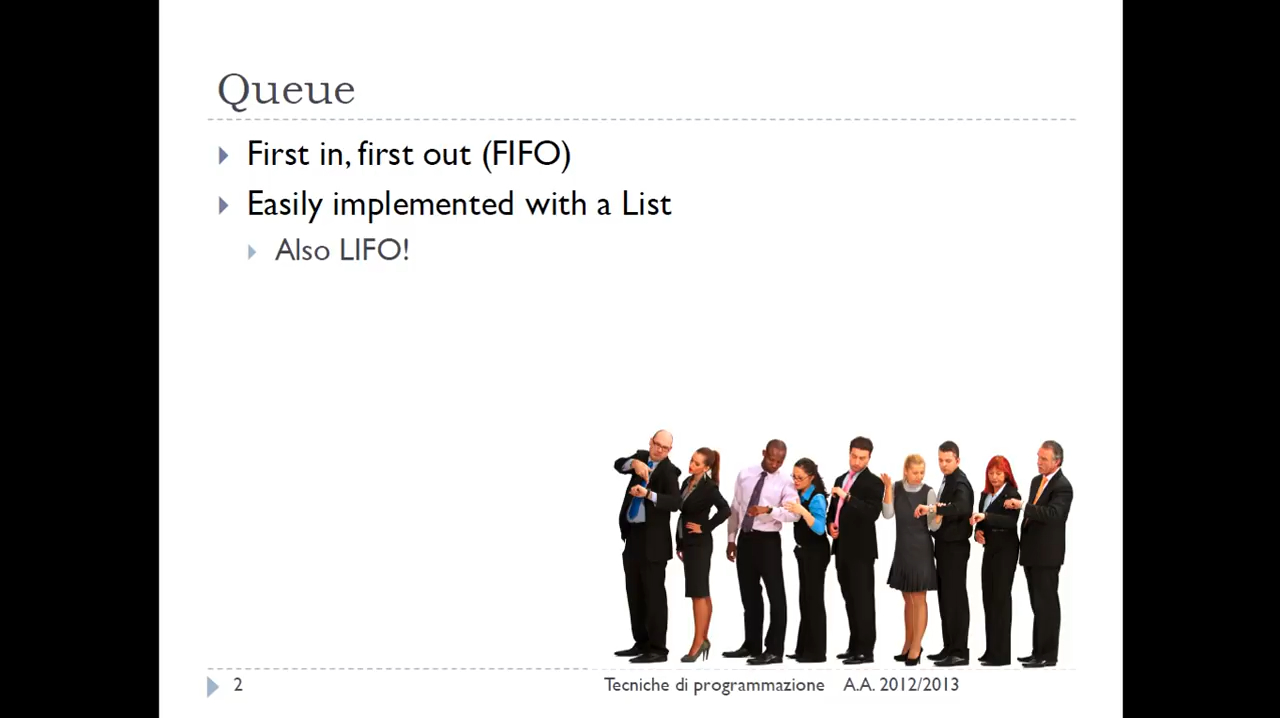 Queue
First in, first out (FIFO)
Easily implemented with a List
Also LIFO!
2 Tecniche di programmazione A.A. 2012/2013